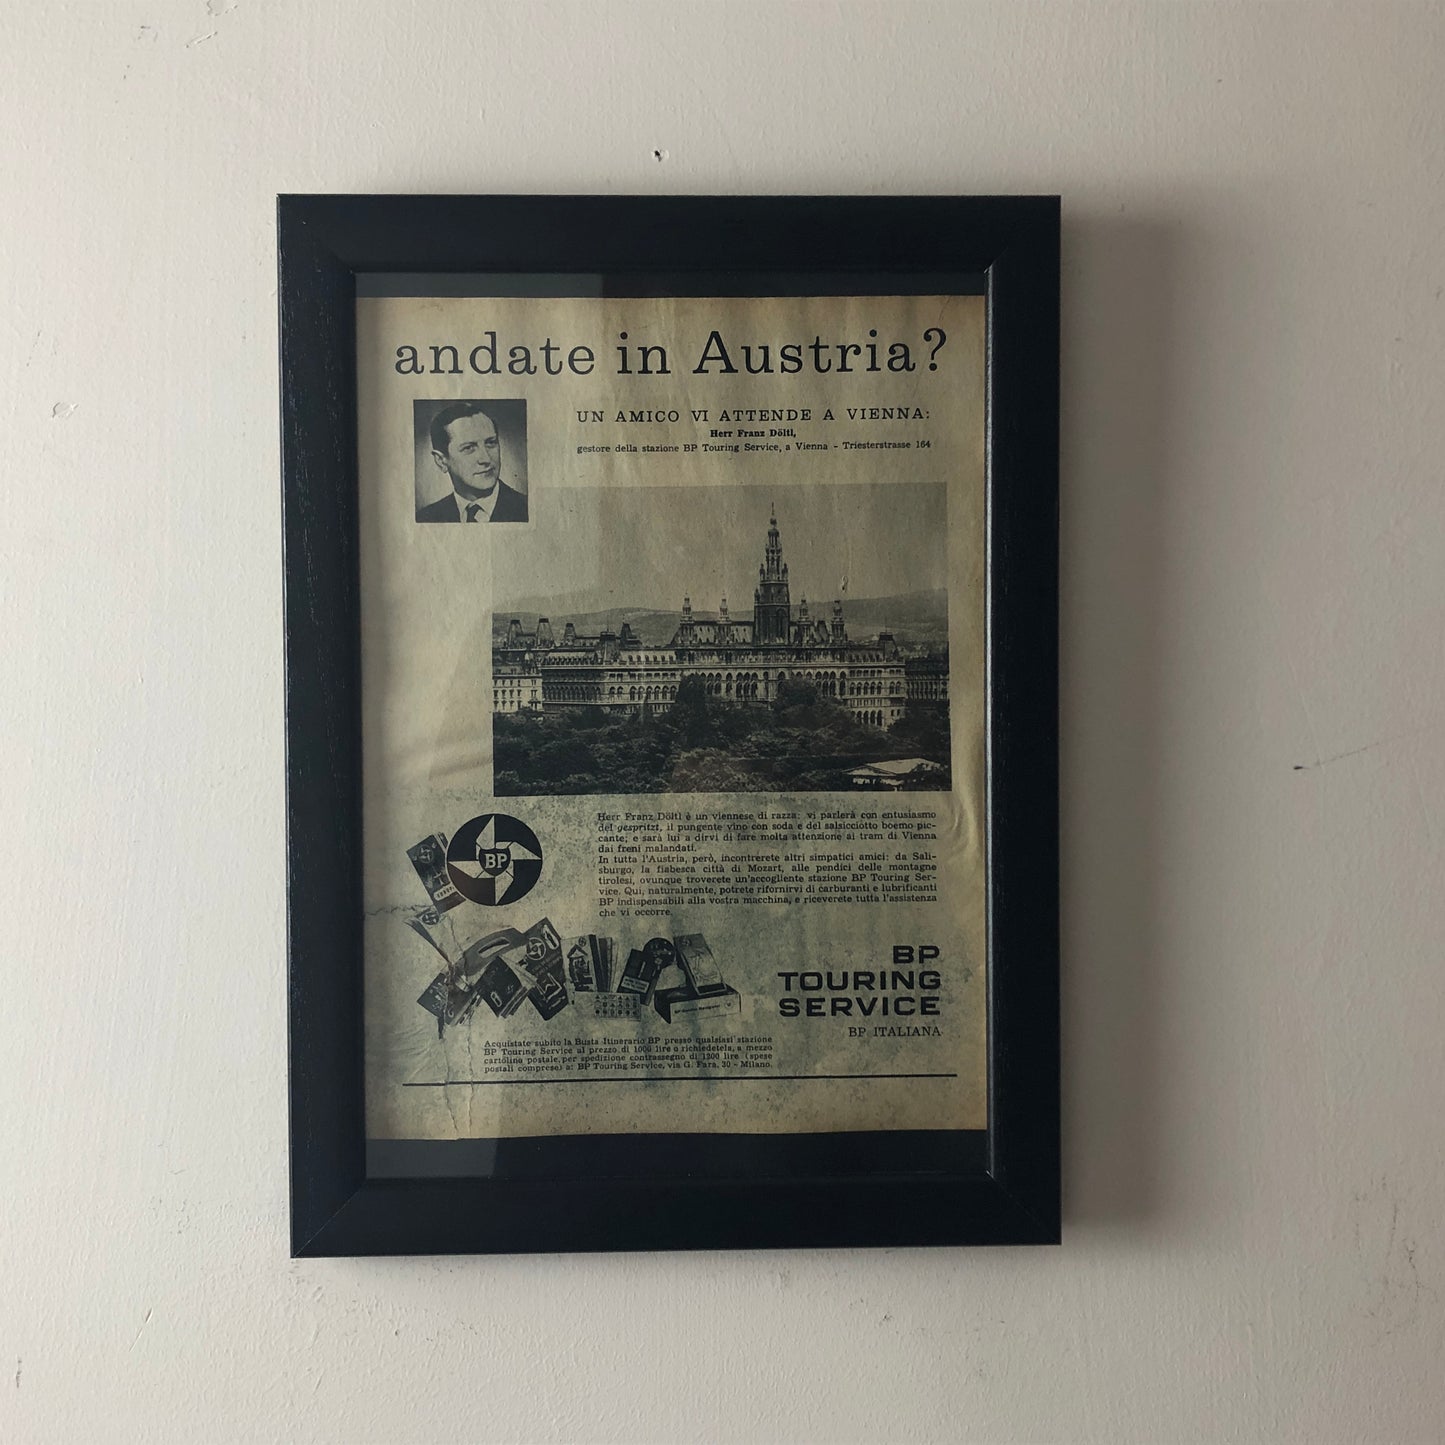 andate in Austria?
UN AMICO VI ATTENDE A VIENNA:
Herr Franz Döltl,
gestore della stazione BP Touring Service, a Vienna - Triesterstrasse 164
Herr Franz Döltl è un viennese di razza: vi parlerà con entusiasmo
del gespritzt, il pungente vino con soda e del salsicciotto boemo pic-
cante; e sarà lui a dirvi di fare molta attenzione ai tram di Vienna
dai freni malandati.
In tutta l'Austria, però, incontrerete altri simpatici amici: da Sali-
sburgo, la fiabesca città di Mozart, alle pendici delle montagne
tirolesi, ovunque troverete un'accogliente stazione BP Touring Ser-
vice. Qui, naturalmente, potrete rifornirvi di carburanti e lubrificanti
BP indispensabili alla vostra macchina, e riceverete tutta l'assistenza
che vi occorre.
BP
BP
TOURING
SERVICE
BP ITALIANA
Acquistate subito la Busta Itinerario BP presso qualsiasi stazione
BP Touring Service al prezzo di 1000 lire o richiedetela, a mezzo
cartolina postale, per spedizione contrassegno di 1200 lire (spese
postali comprese) a: BP Touring Service, via G. Fara, 30 - Milano.